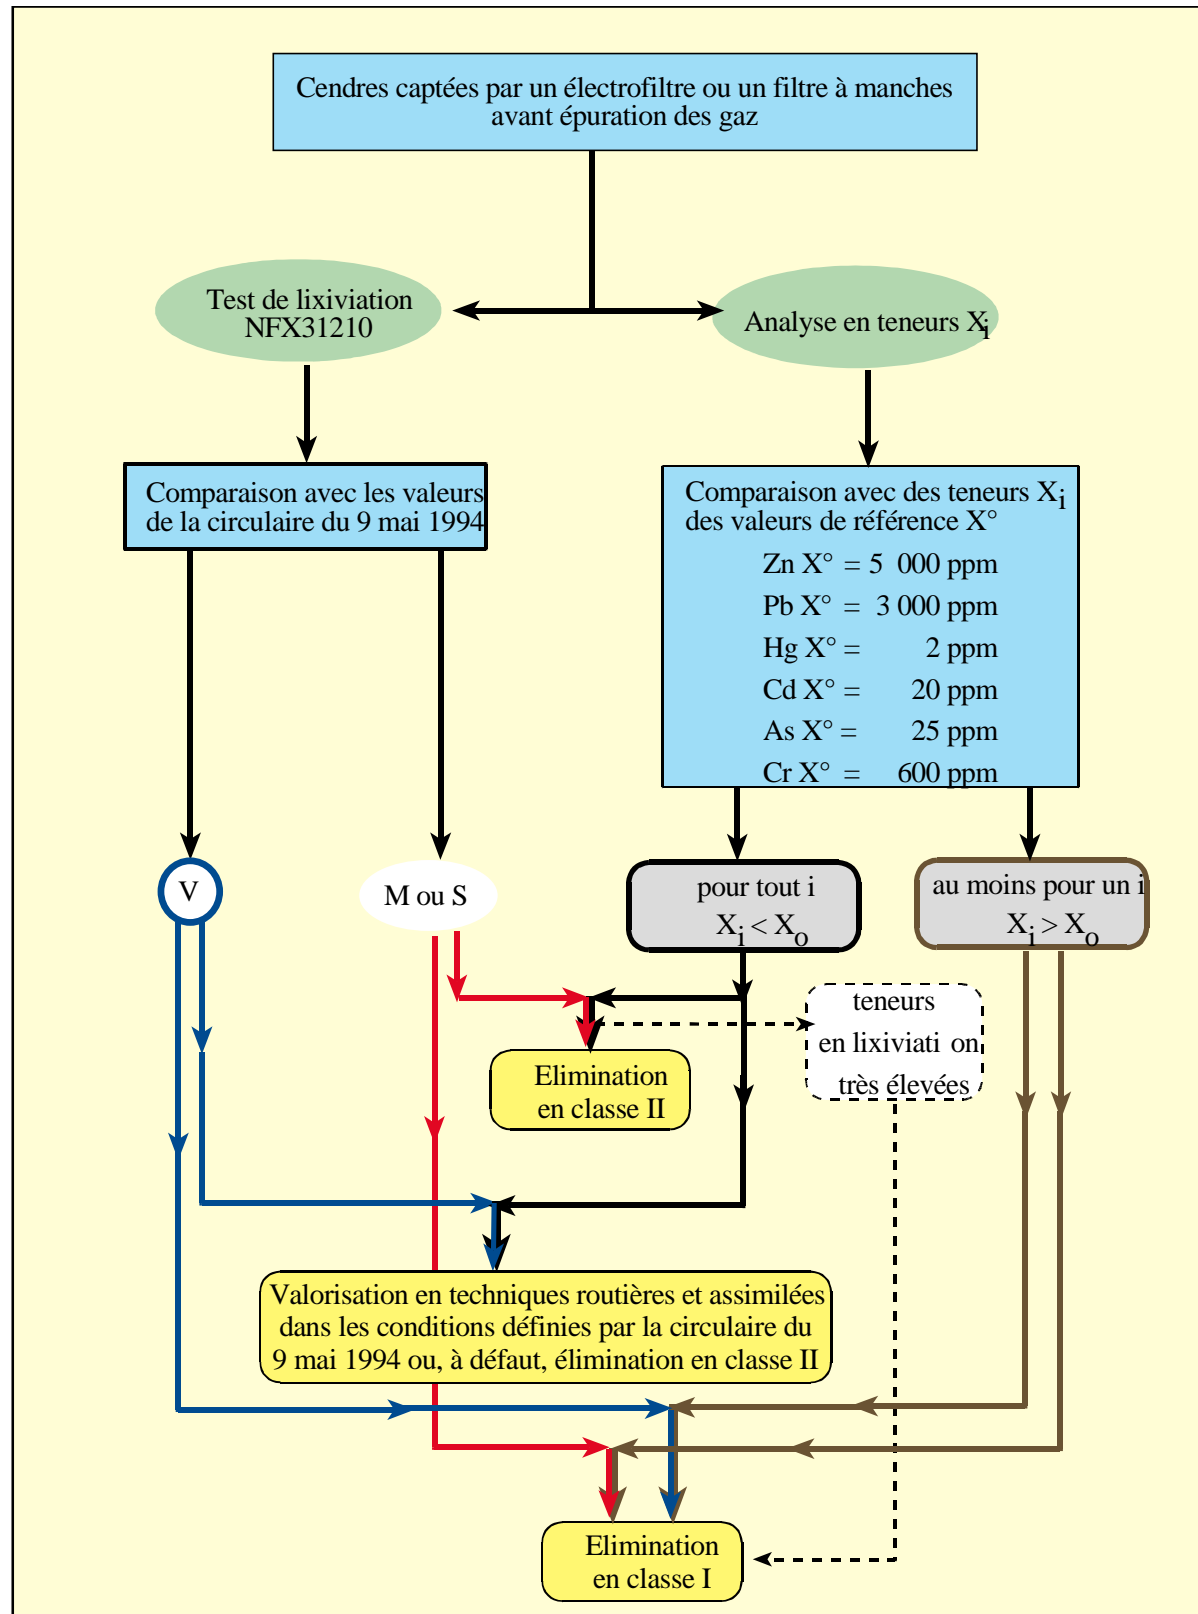 Cendres captées par un électrofiltre ou un filtre à manches
avant épuration des gaz
Test de lixiviation
NFX31210
Analyse en teneurs Xi
Comparaison avec les valeurs
de la circulaire du 9 mai 1994
Comparaison avec des teneurs Xi
des valeurs de référence X°
Zn X° = 5 000 ppm
Pb X° = 3 000 ppm
Hg X° = 2 ppm
Cd X° = 20 ppm
As X° = 25 ppm
Cr X° = 600 ppm
V
M ou S
pour tout i
Xi < Xo
au moins pour un i
Xi > Xo
teneurs
en lixiviati on
très élevées
Elimination
en classe II
Valorisation en techniques routières et assimilées
dans les conditions définies par la circulaire du
9 mai 1994 ou, à défaut, élimination en classe II
Elimination
en classe I